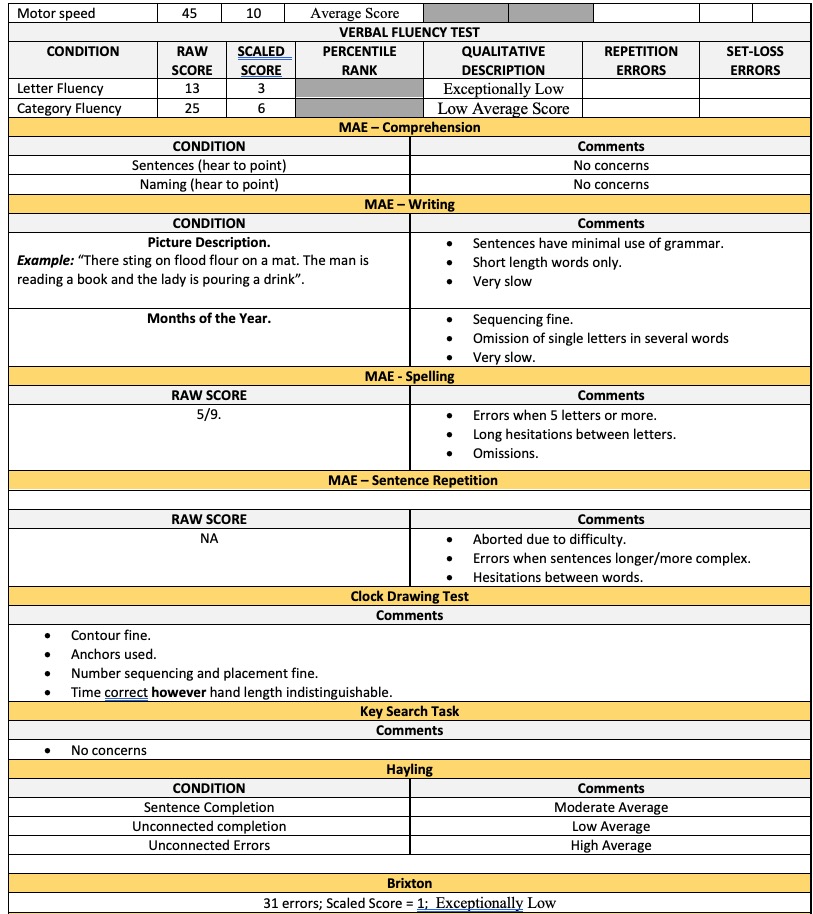 Motor speed 45 10 Average Score
VERBAL FLUENCY TEST
CONDITION RAW SCORE SCALED SCORE PERCENTILE RANK QUALITATIVE DESCRIPTION REPETITION ERRORS SET-LOSS ERRORS
Letter Fluency 13 3 Exceptionally Low
Category Fluency 25 6 Low Average Score
MAE – Comprehension
CONDITION Comments
Sentences (hear to point) No concerns
Naming (hear to point) No concerns
MAE – Writing
CONDITION Comments
Picture Description.
Example: “There sting on flood flour on a mat. The man is
reading a book and the lady is pouring a drink”.
• Sentences have minimal use of grammar.
• Short length words only.
• Very slow
Months of the Year.
• Sequencing fine.
• Omission of single letters in several words
• Very slow.
MAE - Spelling
RAW SCORE Comments
5/9.
• Errors when 5 letters or more.
• Long hesitations between letters.
• Omissions.
MAE – Sentence Repetition
RAW SCORE Comments
NA
• Aborted due to difficulty.
• Errors when sentences longer/more complex.
• Hesitations between words.
Clock Drawing Test
Comments
• Contour fine.
• Anchors used.
• Number sequencing and placement fine.
• Time correct however hand length indistinguishable.
Key Search Task
Comments
• No concerns
Hayling
CONDITION Comments
Sentence Completion Moderate Average
Unconnected completion Low Average
Unconnected Errors High Average
Brixton
31 errors; Scaled Score = 1; Exceptionally Low